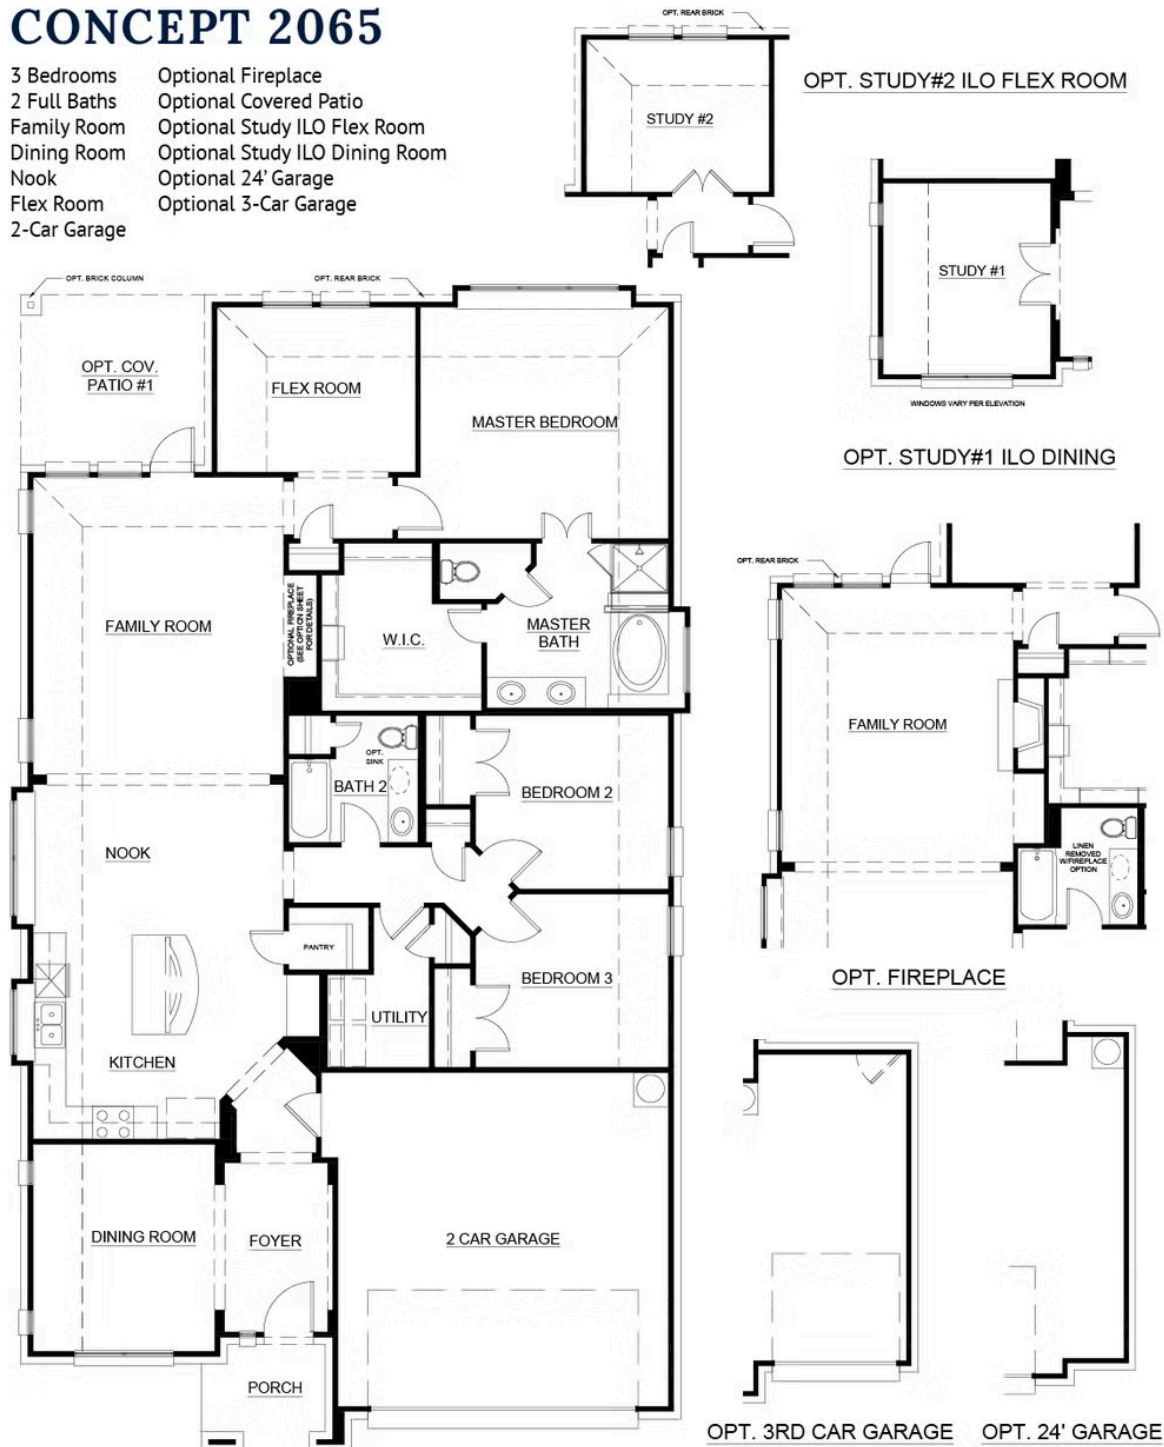 CONCEPT 2065
3 Bedrooms
2 Full Baths
Family Room
Dining Room
Nook
Flex Room
2-Car Garage
Optional Fireplace
Optional Covered Patio
Optional Study ILO Flex Room
Optional Study ILO Dining Room
Optional 24' Garage
Optional 3-Car Garage
OPT. REAR BRICK
STUDY #2
OPT. STUDY#2 ILO FLEX ROOM
STUDY #1
WINDOWS VARY PER ELEVATION
OPT. STUDY#1 ILO DINING
OPT. BRICK COLUMN
OPT. REAR BRICK
OPT. COV.
PATIO #1
FLEX ROOM
MASTER BEDROOM
FAMILY ROOM
OPTIONAL FIREPLACE
(SEE OPTION SHEET
FOR DETAILS)
W.I.C.
MASTER
BATH
OPT.
SINK
BATH 2
BEDROOM 2
NOOK
PANTRY
BEDROOM 3
UTILITY
KITCHEN
DINING ROOM
FOYER
2 CAR GARAGE
PORCH
OPT. REAR BRICK
FAMILY ROOM
LINEN
REMOVED
W/FIREPLACE
OPTION
OPT. FIREPLACE
OPT. 3RD CAR GARAGE
OPT. 24' GARAGE